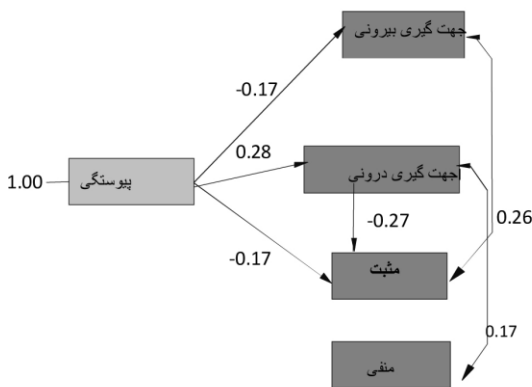 جهت گیری بیرونی
-0.17
0.28
1.00
پیوستگی
اجهت گیری درونی
-0.27
0.26
-0.17
مثبت
0.17
منفی